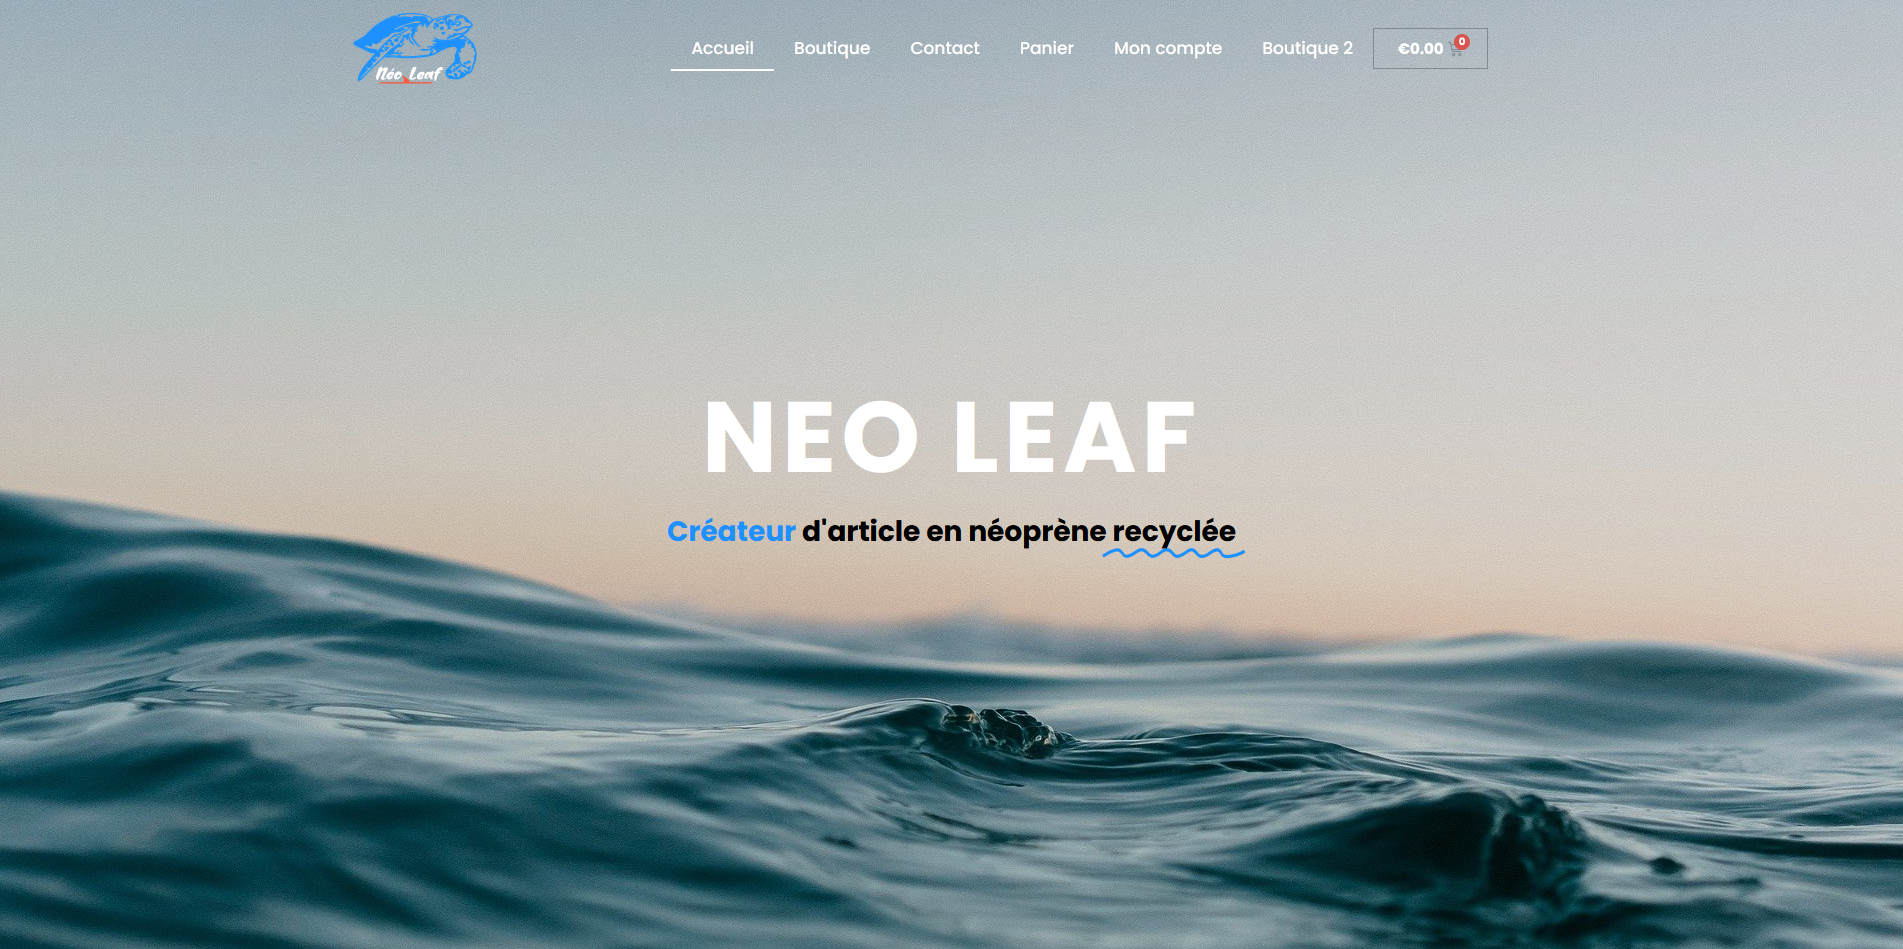 Néo Leaf
Accueil Boutique Contact Panier Mon compte Boutique 2 €0.00 0
NEO LEAF
Créateur d'article en néoprène recyclée